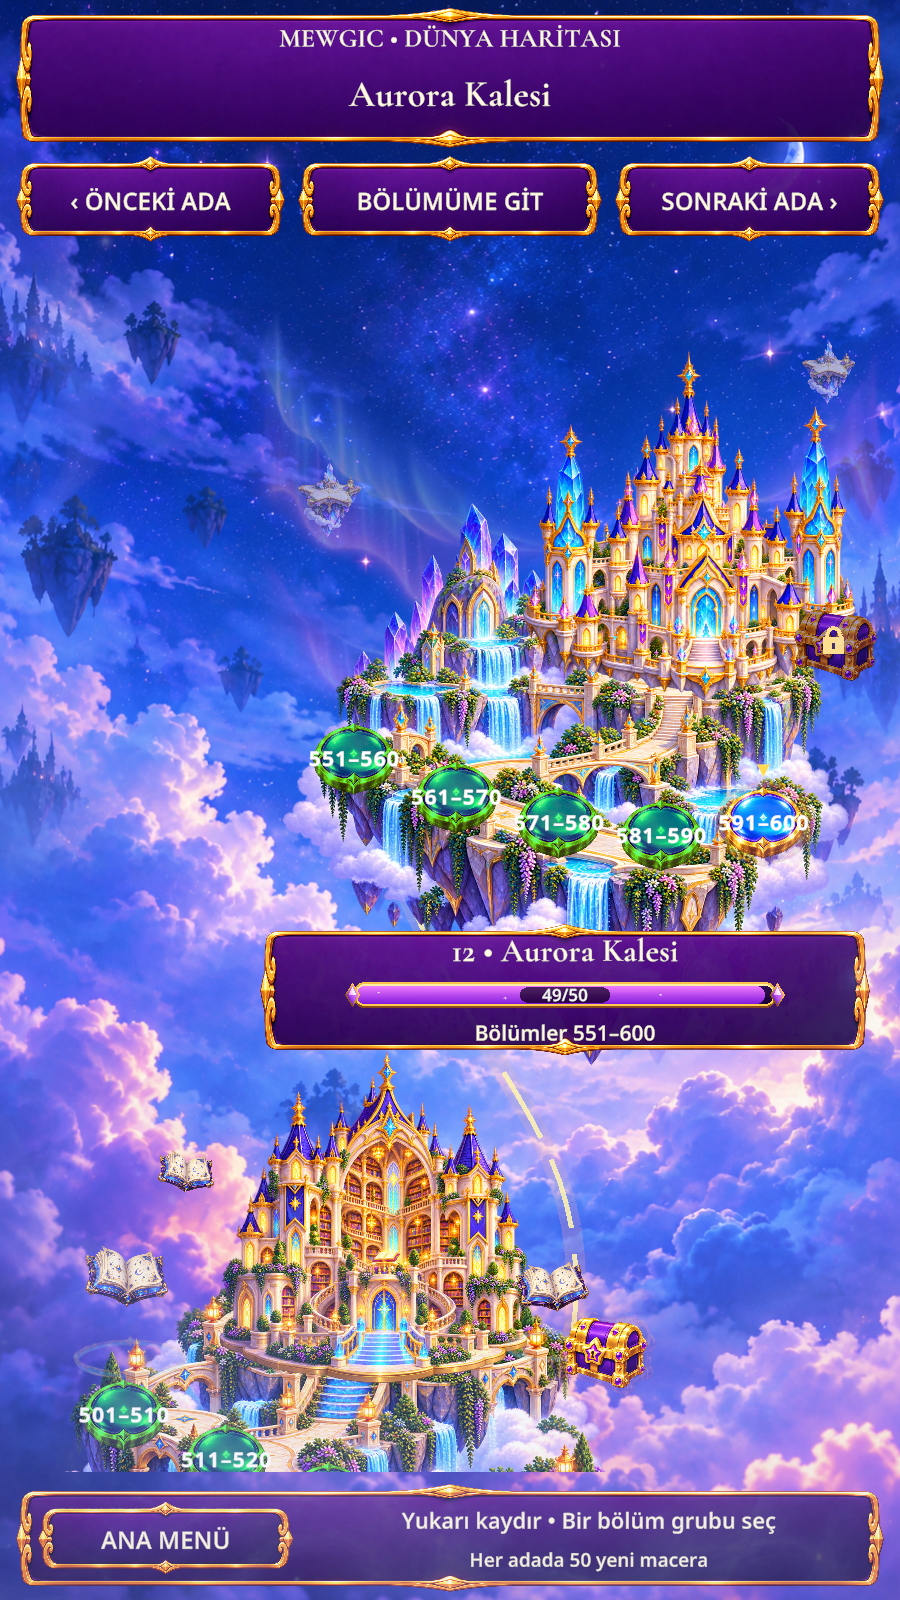 MEWGIC • DÜNYA HARİTASI
Aurora Kalesi
‹ ÖNCEKİ ADA
BÖLÜMÜME GİT
SONRAKİ ADA ›
551–560
561–570
571–580
581–590
591–600
12 • Aurora Kalesi
49/50
Bölümler 551–600
501–510
511–520
ANA MENÜ
Yukarı kaydır • Bir bölüm grubu seç
Her adada 50 yeni macera